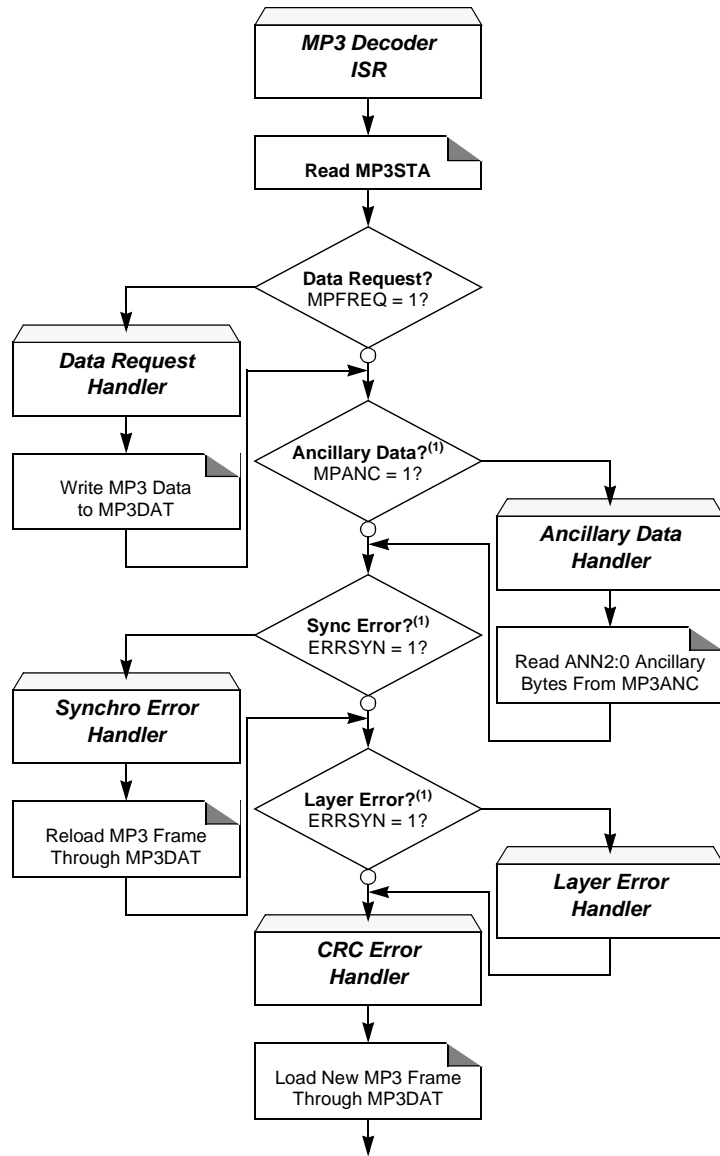 MP3 Decoder
ISR
Read MP3STA
Data Request?
MPFREQ = 1?
Data Request
Handler
Write MP3 Data
to MP3DAT
Ancillary Data?(1)
MPANC = 1?
Ancillary Data
Handler
Read ANN2:0 Ancillary
Bytes From MP3ANC
Sync Error?(1)
ERRSYN = 1?
Synchro Error
Handler
Reload MP3 Frame
Through MP3DAT
Layer Error?(1)
ERRSYN = 1?
Layer Error
Handler
CRC Error
Handler
Load New MP3 Frame
Through MP3DAT